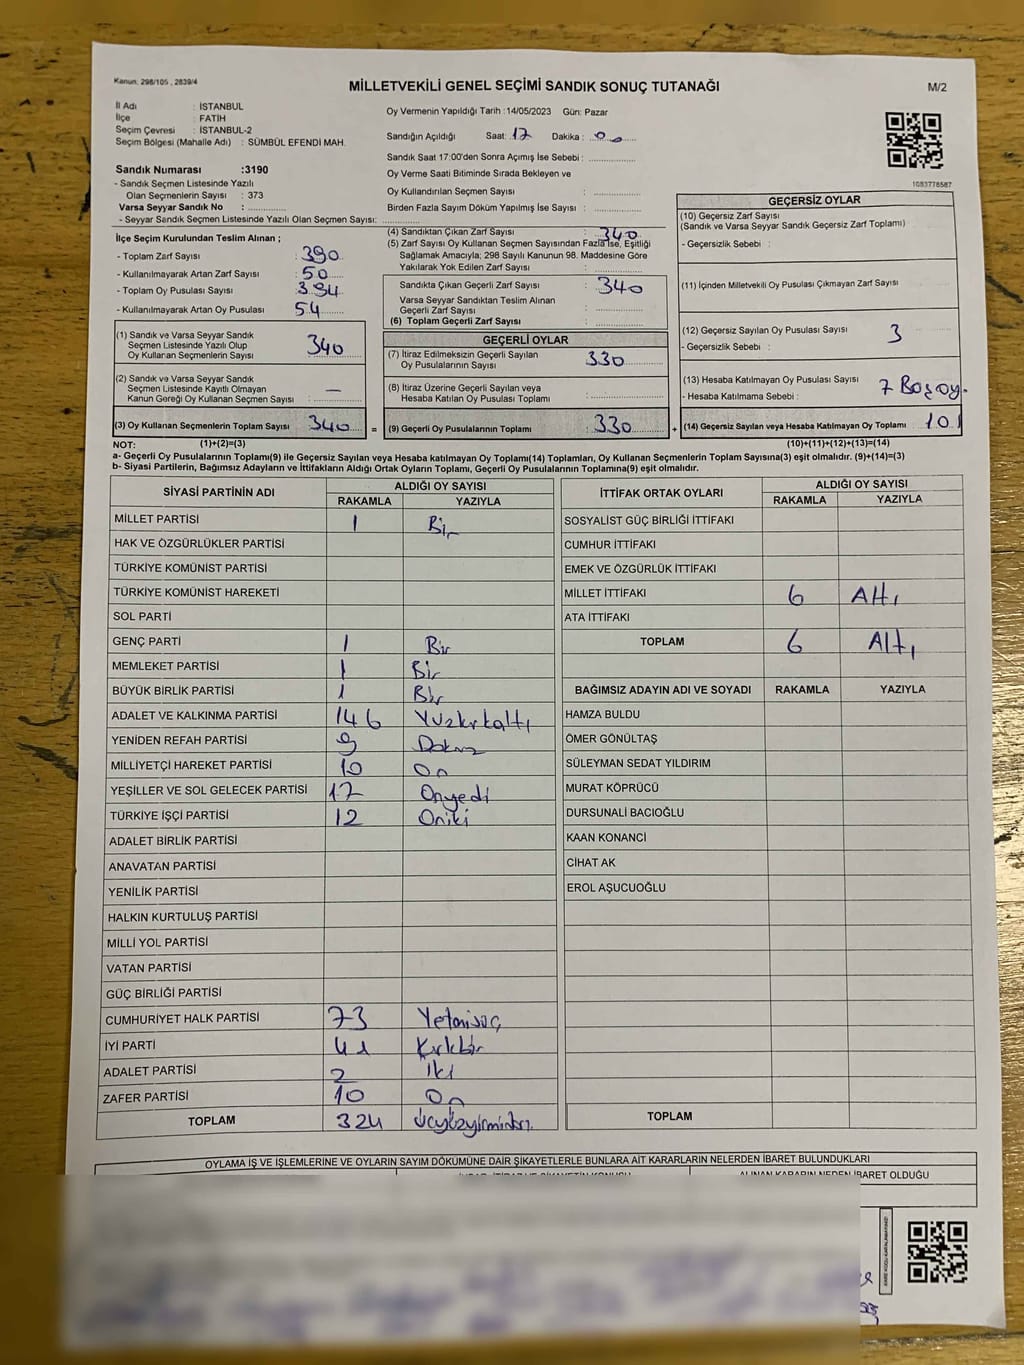 Kanun: 298/105 , 2839/4
MİLLETVEKİLİ GENEL SEÇİMİ SANDIK SONUÇ TUTANAĞI
M/2
İl Adı : İSTANBUL
İlçe : FATİH
Seçim Çevresi : İSTANBUL-2
Seçim Bölgesi (Mahalle Adı) : SÜMBÜL EFENDİ MAH.
Oy Vermenin Yapıldığı Tarih :14/05/2023 Gün: Pazar
Sandığın Açıldığı Saat: 17 Dakika : 0
Sandık Saat 17:00'den Sonra Açımış İse Sebebi :
Oy Verme Saati Bitiminde Sırada Bekleyen ve
Oy Kullandırılan Seçmen Sayısı :
Birden Fazla Sayım Döküm Yapılmış İse Sayısı :
1083778587
Sandık Numarası :3190
- Sandık Seçmen Listesinde Yazılı
Olan Seçmenlerin Sayısı : 373
Varsa Seyyar Sandık No :
- Seyyar Sandık Seçmen Listesinde Yazılı Olan Seçmen Sayısı:
İlçe Seçim Kurulundan Teslim Alınan ;
- Toplam Zarf Sayısı : 390
- Kullanılmayarak Artan Zarf Sayısı : 50
- Toplam Oy Pusulası Sayısı : 394
- Kullanılmayarak Artan Oy Pusulası : 54
(1) Sandık ve Varsa Seyyar Sandık
Seçmen Listesinde Yazılı Olup
Oy Kullanan Seçmenlerin Sayısı : 340
(2) Sandık ve Varsa Seyyar Sandık
Seçmen Listesinde Kayıtlı Olmayan
Kanun Gereği Oy Kullanan Seçmen Sayısı : —
(3) Oy Kullanan Seçmenlerin Toplam Sayısı : 340 =
(4) Sandıktan Çıkan Zarf Sayısı : 340
(5) Zarf Sayısı Oy Kullanan Seçmen Sayısından Fazla İse, Eşitliği
Sağlamak Amacıyla; 298 Sayılı Kanunun 98. Maddesine Göre
Yakılarak Yok Edilen Zarf Sayısı :
Sandıkta Çıkan Geçerli Zarf Sayısı : 340
Varsa Seyyar Sandıktan Teslim Alınan
Geçerli Zarf Sayısı :
(6) Toplam Geçerli Zarf Sayısı :
GEÇERLİ OYLAR
(7) İtiraz Edilmeksizin Geçerli Sayılan
Oy Pusulalarının Sayısı : 330
(8) İtiraz Üzerine Geçerli Sayılan veya
Hesaba Katılan Oy Pusulası Toplamı :
(9) Geçerli Oy Pusulalarının Toplamı : 330 +
GEÇERSİZ OYLAR
(10) Geçersiz Zarf Sayısı
(Sandık ve Varsa Seyyar Sandık Geçersiz Zarf Toplamı)
- Geçersizlik Sebebi :
(11) İçinden Milletvekili Oy Pusulası Çıkmayan Zarf Sayısı
(12) Geçersiz Sayılan Oy Pusulası Sayısı 3
- Geçersizlik Sebebi :
(13) Hesaba Katılmayan Oy Pusulası Sayısı 7 Boş oy.
- Hesaba Katılmama Sebebi :
(14) Geçersiz Sayılan veya Hesaba Katılmayan Oy Toplamı 10
NOT: (1)+(2)=(3)
(10)+(11)+(12)+(13)=(14)
a- Geçerli Oy Pusulalarının Toplamı(9) ile Geçersiz Sayılan veya Hesaba katılmayan Oy Toplamı(14) Toplamları, Oy Kullanan Seçmenlerin Toplam Sayısına(3) eşit olmalıdır. (9)+(14)=(3)
b- Siyasi Partilerin, Bağımsız Adayların ve İttifakların Aldığı Ortak Oyların Toplamı, Geçerli Oy Pusulalarının Toplamına(9) eşit olmalıdır.
SİYASİ PARTİNİN ADI
ALDIĞI OY SAYISI
RAKAMLA YAZIYLA
MİLLET PARTİSİ 1 Bir
HAK VE ÖZGÜRLÜKLER PARTİSİ
TÜRKİYE KOMÜNİST PARTİSİ
TÜRKİYE KOMÜNİST HAREKETİ
SOL PARTİ
GENÇ PARTİ 1 Bir
MEMLEKET PARTİSİ 1 Bir
BÜYÜK BİRLİK PARTİSİ 1 Bir
ADALET VE KALKINMA PARTİSİ 146 Yüzkırkaltı
YENİDEN REFAH PARTİSİ 9 Dokuz
MİLLİYETÇİ HAREKET PARTİSİ 10 On
YEŞİLLER VE SOL GELECEK PARTİSİ 17 Onyedi
TÜRKİYE İŞÇİ PARTİSİ 12 Oniki
ADALET BİRLİK PARTİSİ
ANAVATAN PARTİSİ
YENİLİK PARTİSİ
HALKIN KURTULUŞ PARTİSİ
MİLLİ YOL PARTİSİ
VATAN PARTİSİ
GÜÇ BİRLİĞİ PARTİSİ
CUMHURİYET HALK PARTİSİ 73 Yetmişüç
İYİ PARTİ 41 Kırkbir
ADALET PARTİSİ 2 İki
ZAFER PARTİSİ 10 On
TOPLAM 324
İTTİFAK ORTAK OYLARI
ALDIĞI OY SAYISI
RAKAMLA YAZIYLA
SOSYALİST GÜÇ BİRLİĞİ İTTİFAKI
CUMHUR İTTİFAKI
EMEK VE ÖZGÜRLÜK İTTİFAKI
MİLLET İTTİFAKI 6 Altı
ATA İTTİFAKI
TOPLAM 6 Altı
BAĞIMSIZ ADAYIN ADI VE SOYADI RAKAMLA YAZIYLA
HAMZA BULDU
ÖMER GÖNÜLTAŞ
SÜLEYMAN SEDAT YILDIRIM
MURAT KÖPRÜCÜ
DURSUNALİ BACIOĞLU
KAAN KONANCİ
CİHAT AK
EROL AŞUCUOĞLU
TOPLAM
OYLAMA İŞ VE İŞLEMLERİNE VE OYLARIN SAYIM DÖKÜMÜNE DAİR ŞİKAYETLERLE BUNLARA AİT KARARLARIN NELERDEN İBARET BULUNDUKLARI
ALINAN KARARIN NEDEN İBARET OLDUĞU